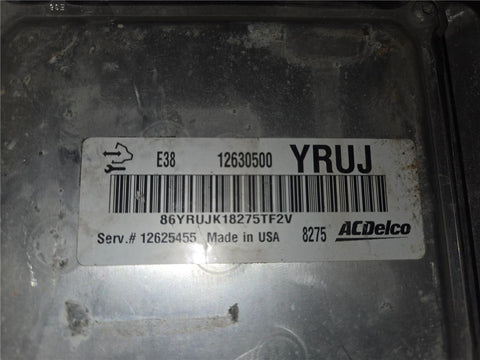 E38 12630500 YRUJ
86YRUJK18275TF2V
Serv.# 12625455 Made in USA 8275 ACDelco